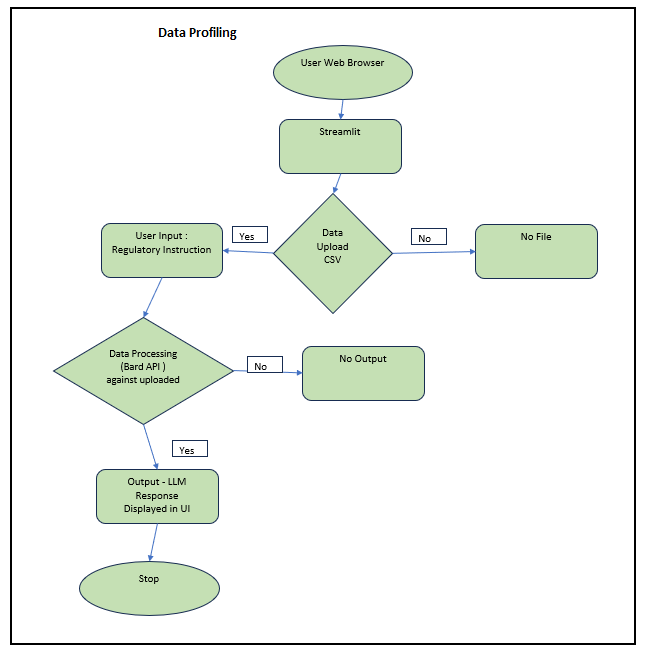 Data Profiling
User Web Browser
Streamlit
Data
Upload
CSV
Yes
No
User Input :
Regulatory Instruction
No File
Data Processing
(Bard API )
against uploaded
No
No Output
Yes
Output - LLM
Response
Displayed in UI
Stop